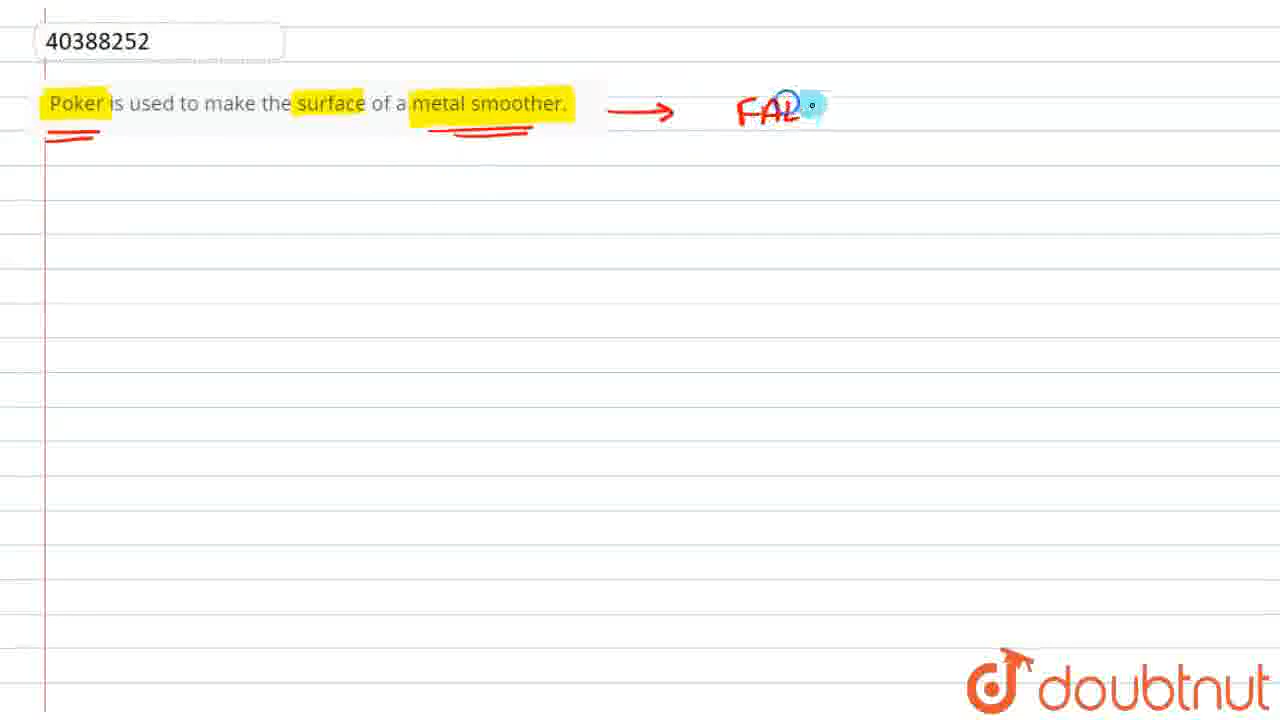 40388252
Poker is used to make the surface of a metal smoother. FAL
doubtnut